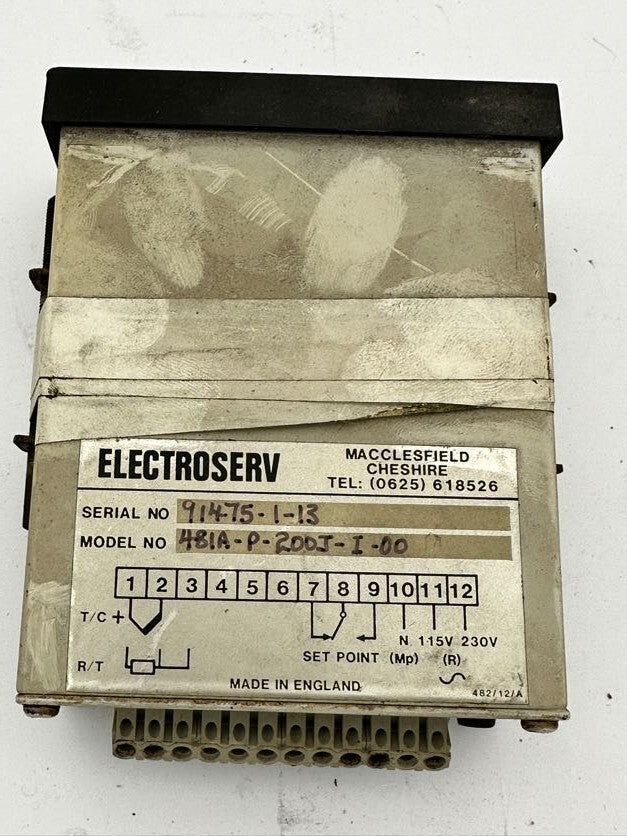 ELECTROSERV
MACCLESFIELD
CHESHIRE
TEL: (0625) 618526
SERIAL NO 91475-1-13
MODEL NO 481A-P-200J-I-00
1 2 3 4 5 6 7 8 9 10 11 12
T/C +
N 115V 230V
R/T
SET POINT (Mp) (R)
MADE IN ENGLAND
482/12/A